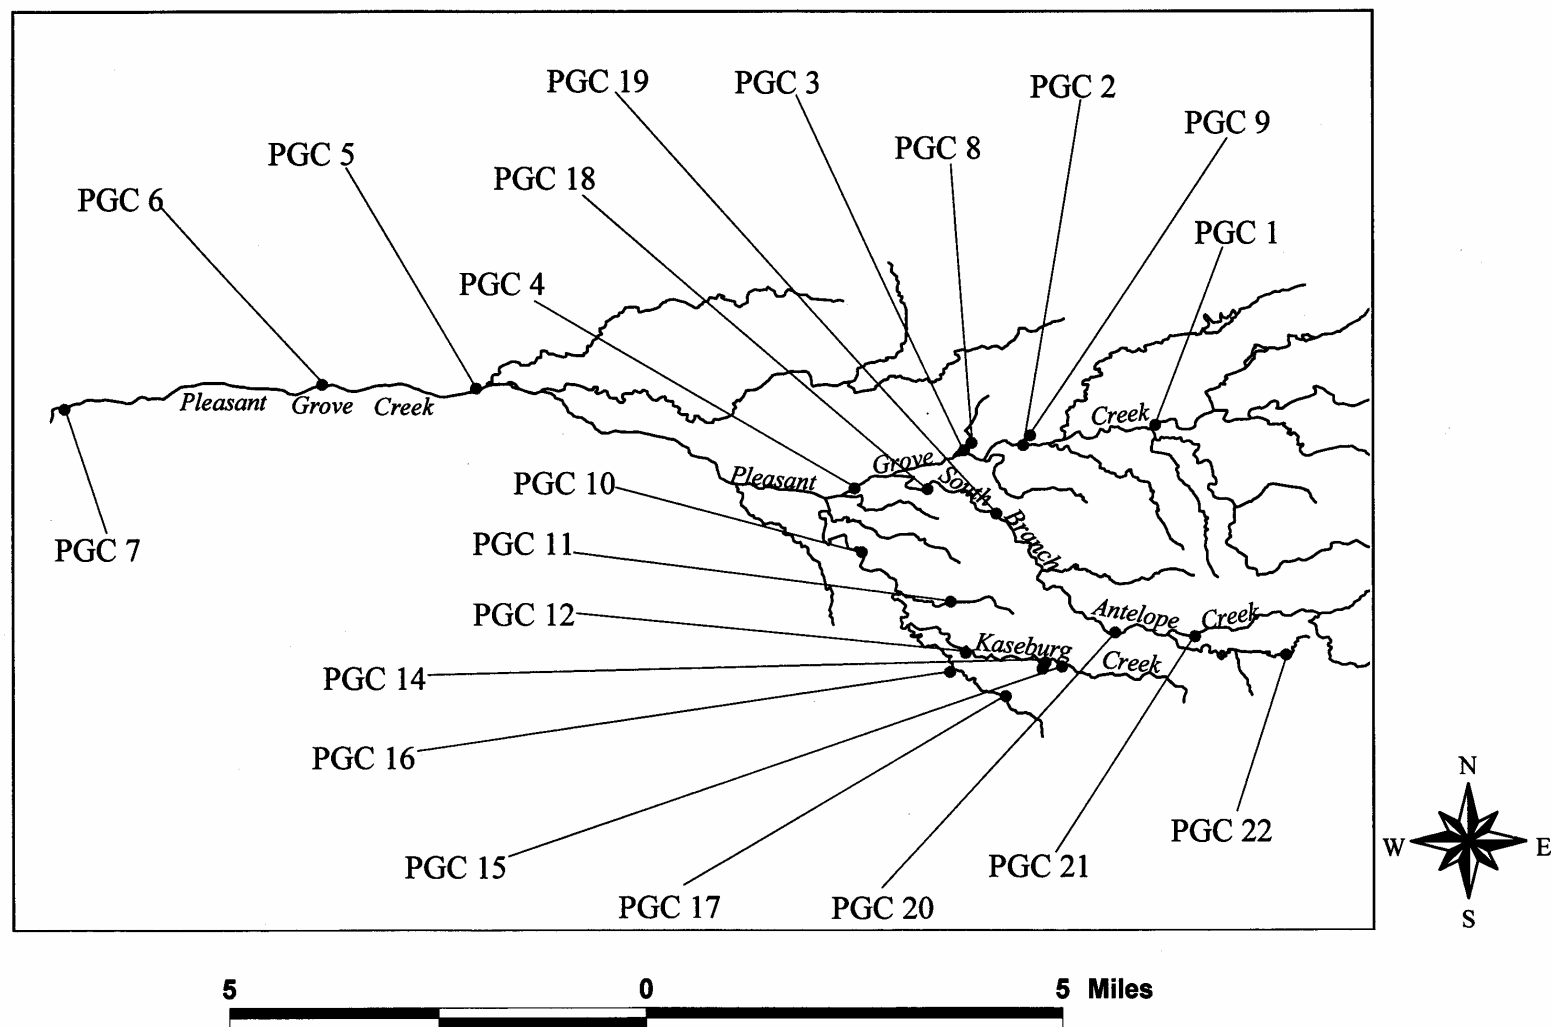 PGC 19
PGC 3
PGC 2
PGC 9
PGC 8
PGC 5
PGC 18
PGC 6
PGC 1
PGC 4
Pleasant Grove Creek
Creek
Grove
Pleasant
South
Branch
PGC 10
PGC 7
PGC 11
PGC 12
Antelope Creek
Kaseburg
Creek
PGC 14
PGC 16
PGC 22
PGC 15
PGC 21
PGC 17
PGC 20
N
W
E
S
5 0 5 Miles